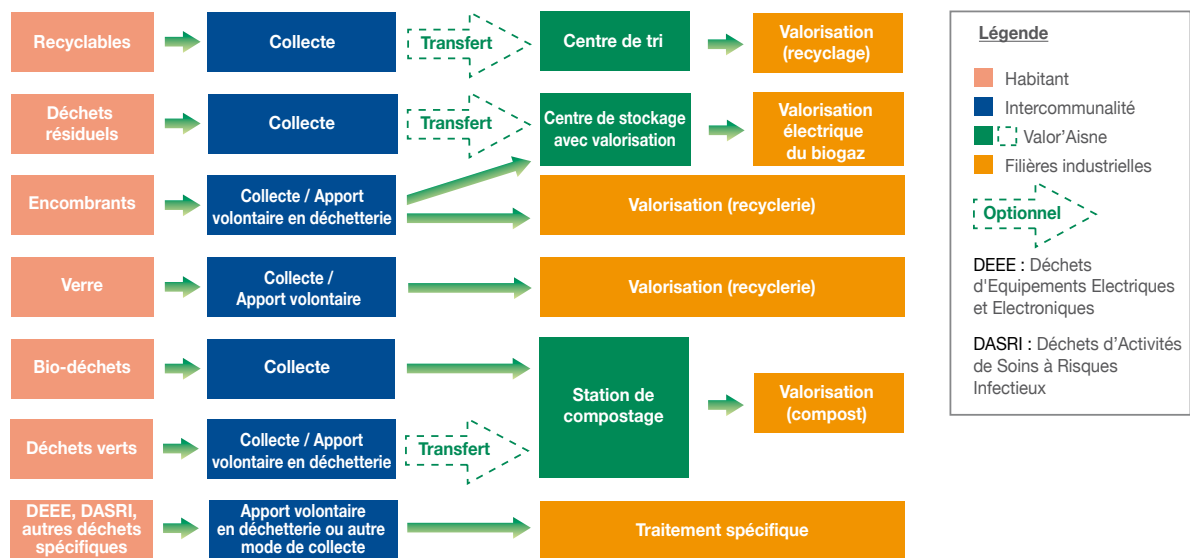 Recyclables
Collecte
Transfert
Centre de tri
Valorisation
(recyclage)
Déchets
résiduels
Collecte
Transfert
Centre de stockage
avec valorisation
Valorisation
électrique
du biogaz
Encombrants
Collecte / Apport
volontaire en déchetterie
Valorisation (recyclerie)
Verre
Collecte /
Apport volontaire
Valorisation (recyclerie)
Bio-déchets
Collecte
Station de
compostage
Valorisation
(compost)
Déchets verts
Collecte / Apport
volontaire en déchetterie
Transfert
DEEE, DASRI,
autres déchets
spécifiques
Apport volontaire
en déchetterie ou autre
mode de collecte
Traitement spécifique
Légende
Habitant
Intercommunalité
Valor'Aisne
Filières industrielles
Optionnel
DEEE : Déchets
d'Equipements Electriques
et Electroniques
DASRI : Déchets d'Activités
de Soins à Risques
Infectieux